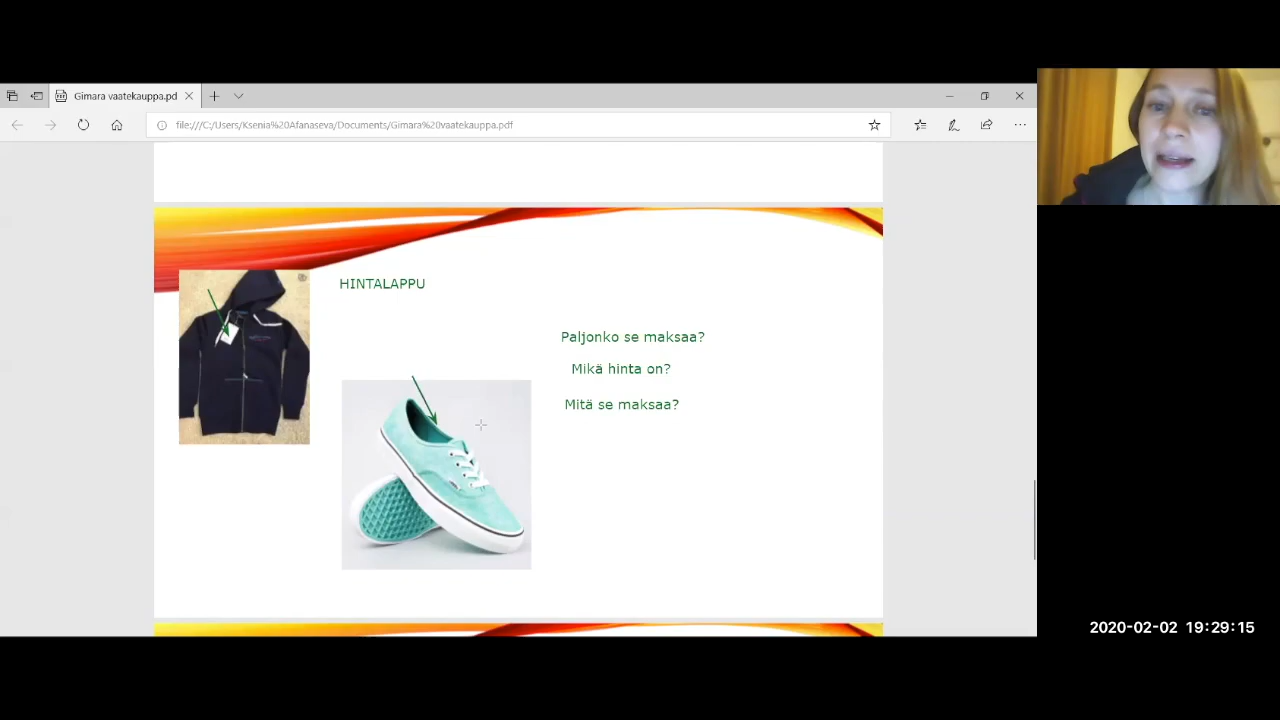 Gimara vaatekauppa.pd
file:///C:/Users/Ksenia%20Afanaseva/Documents/Gimara%20vaatekauppa.pdf
HINTALAPPU
Paljonko se maksaa?
Mikä hinta on?
Mitä se maksaa?
2020-02-02 19:29:15